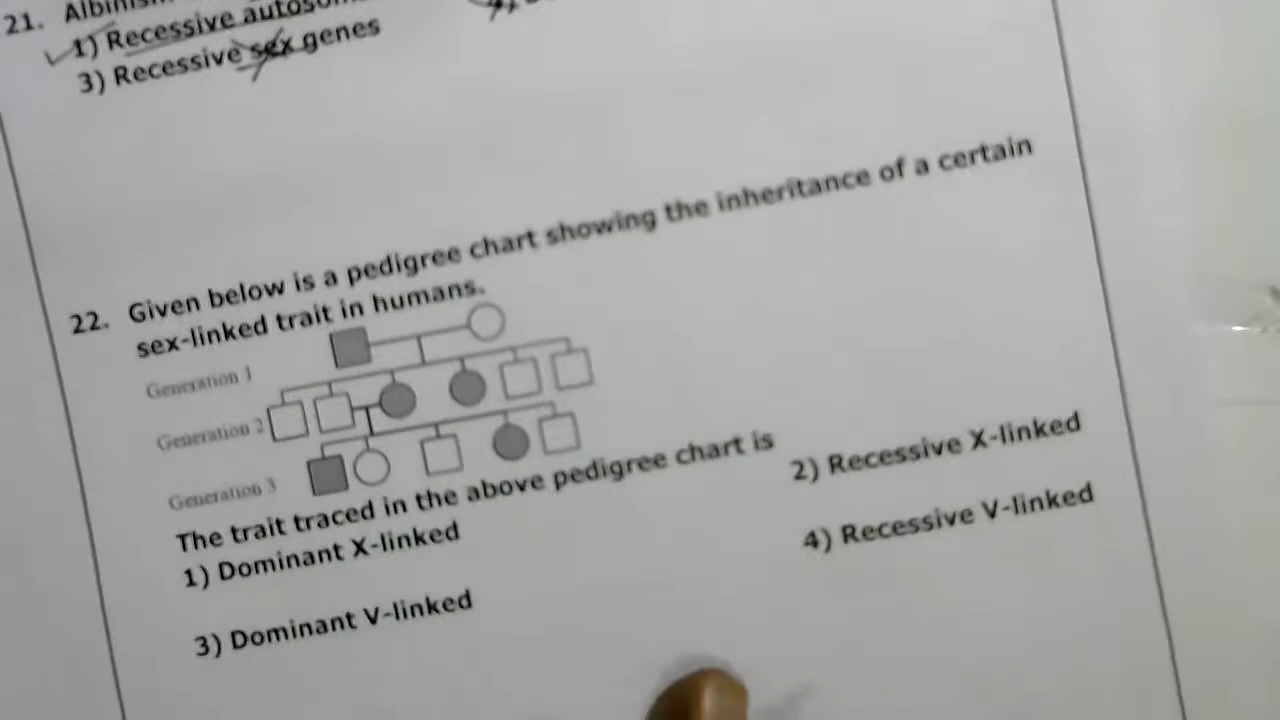 21.
1) Recessive
3) Recessive sex genes
22. Given below is a pedigree chart showing the inheritance of a certain
sex-linked trait in humans.
Generation 1
Generation 2
Generation 3
The trait traced in the above pedigree chart is
1) Dominant X-linked
2) Recessive X-linked
3) Dominant V-linked
4) Recessive V-linked